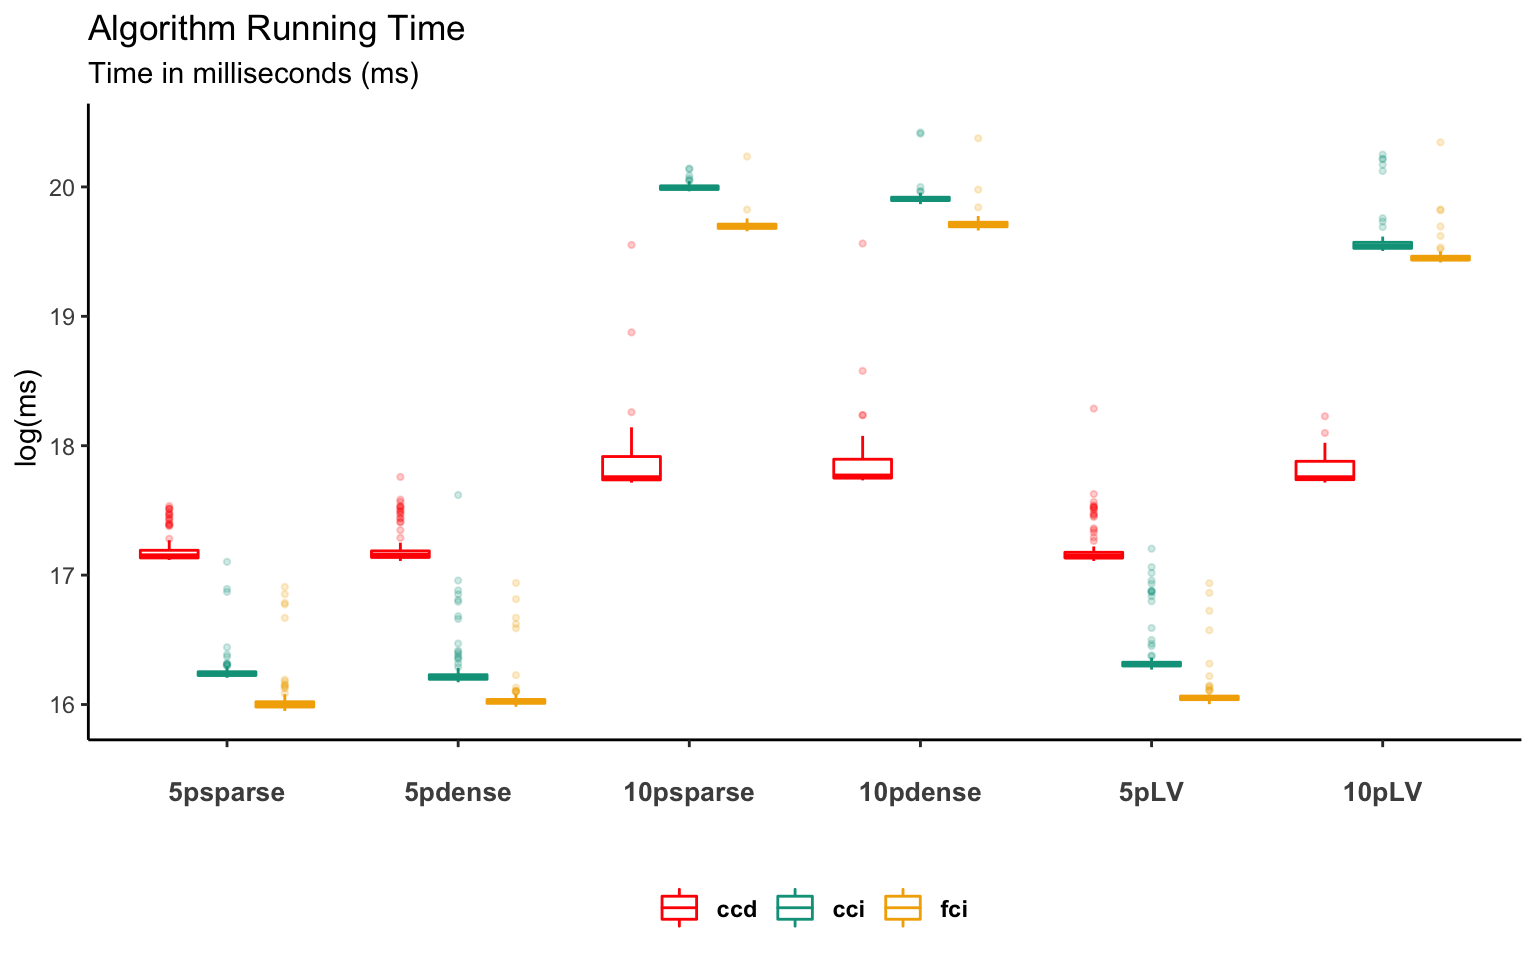 Algorithm Running Time
Time in milliseconds (ms)
log(ms)
20
19
18
17
16
5psparse 5pdense 10psparse 10pdense 5pLV 10pLV
ccd cci fci